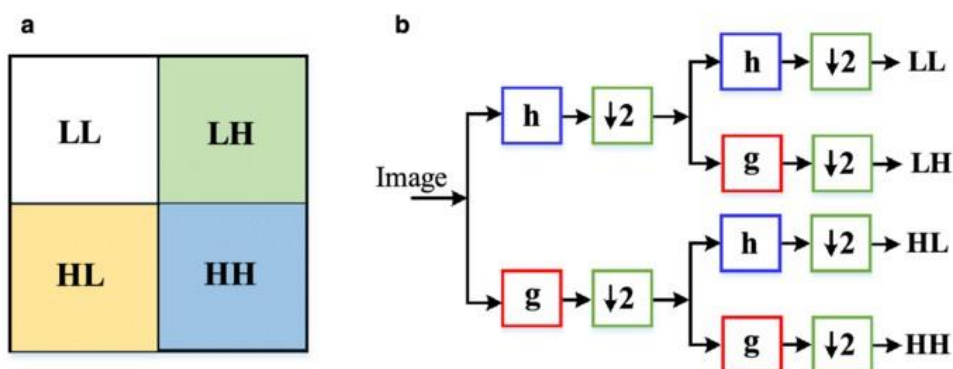 a
LL LH
HL HH
b
h ↓2 LL
h ↓2
g ↓2 LH
Image
h ↓2 HL
g ↓2
g ↓2 HH